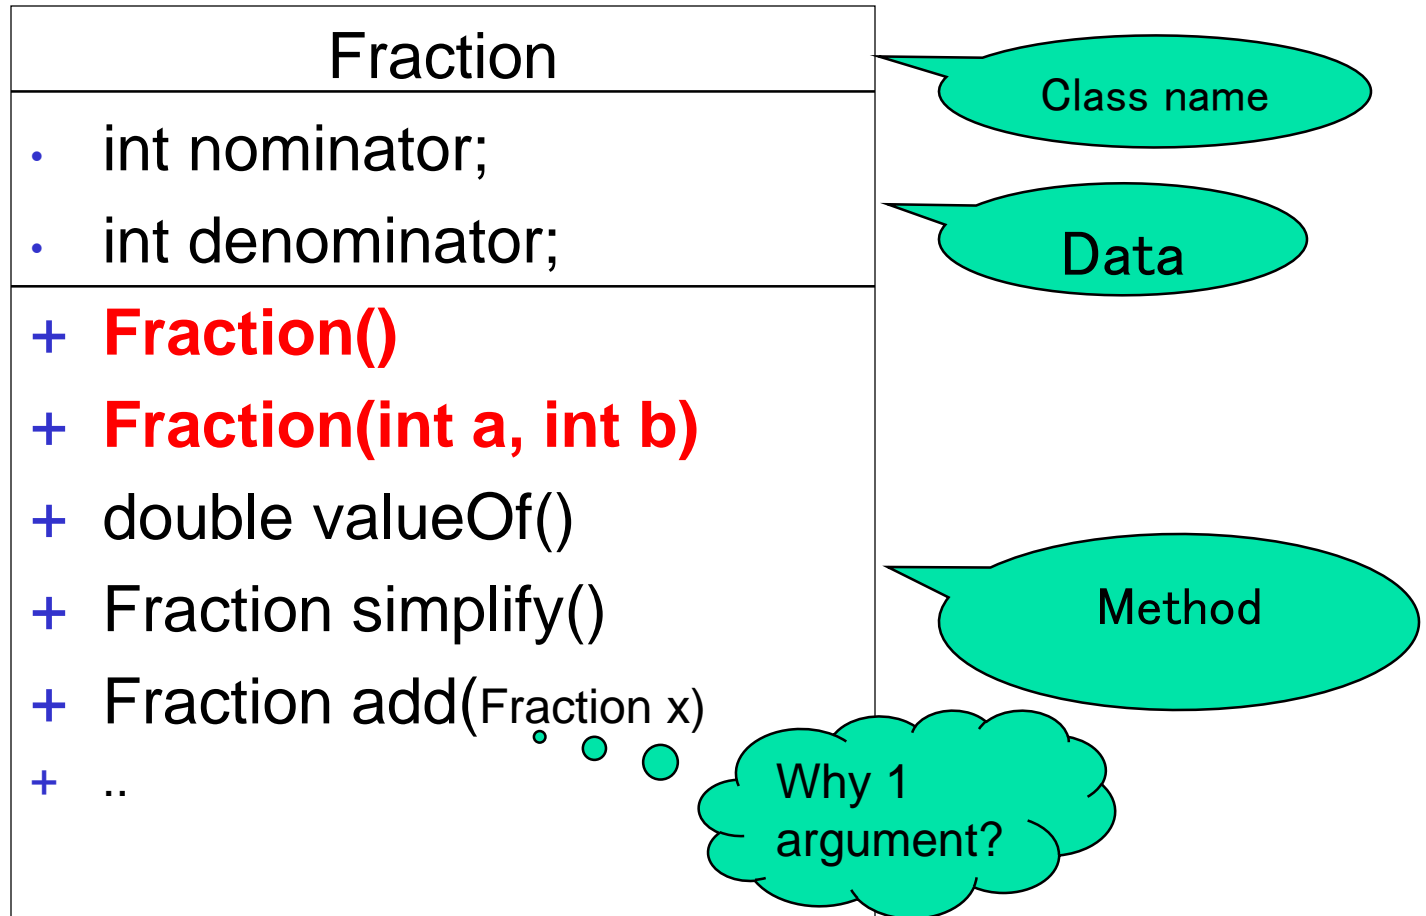 Fraction
Class name
• int nominator;
• int denominator;
Data
+ Fraction()
+ Fraction(int a, int b)
+ double valueOf()
+ Fraction simplify()
Method
+ Fraction add(Fraction x)
+ ..
Why 1
argument?